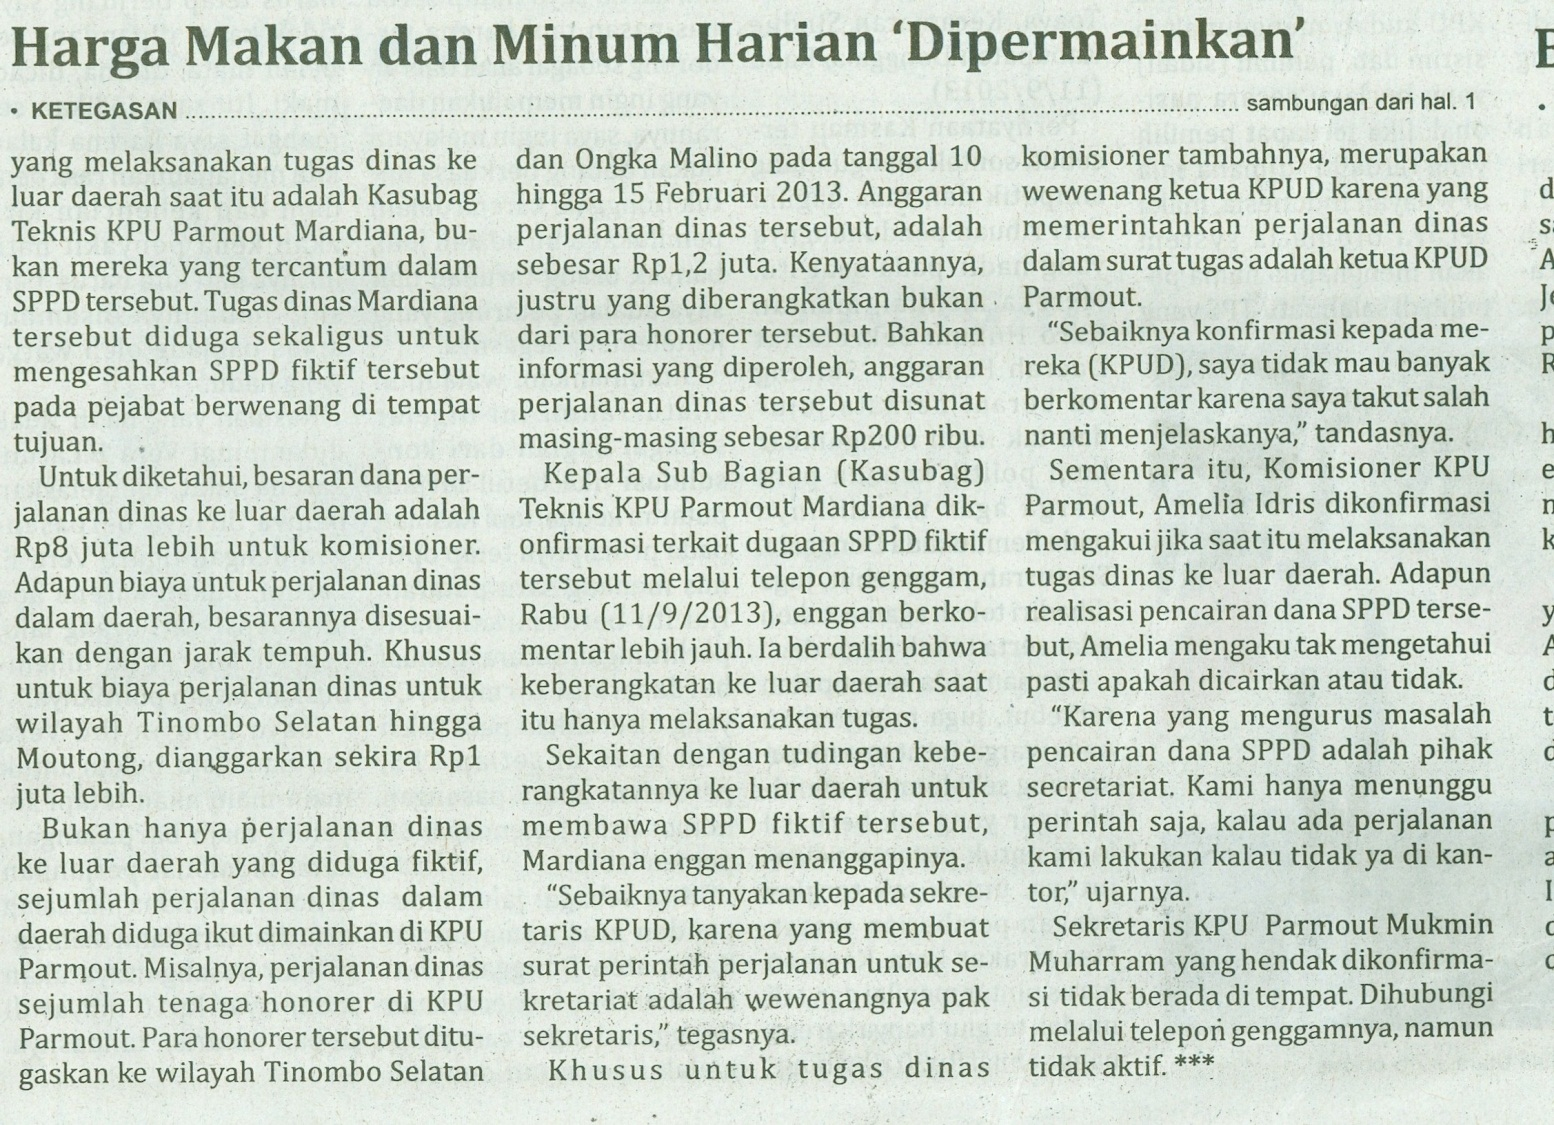 Harga Makan dan Minum Harian ‘Dipermainkan’
• KETEGASAN ........ sambungan dari hal. 1
yang melaksanakan tugas dinas ke
luar daerah saat itu adalah Kasubag
Teknis KPU Parmout Mardiana, bu-
kan mereka yang tercantum dalam
SPPD tersebut. Tugas dinas Mardiana
tersebut diduga sekaligus untuk
mengesahkan SPPD fiktif tersebut
pada pejabat berwenang di tempat
tujuan.
Untuk diketahui, besaran dana per-
jalanan dinas ke luar daerah adalah
Rp8 juta lebih untuk komisioner.
Adapun biaya untuk perjalanan dinas
dalam daerah, besarannya disesuai-
kan dengan jarak tempuh. Khusus
untuk biaya perjalanan dinas untuk
wilayah Tinombo Selatan hingga
Moutong, dianggarkan sekira Rp1
juta lebih.
Bukan hanya perjalanan dinas
ke luar daerah yang diduga fiktif,
sejumlah perjalanan dinas dalam
daerah diduga ikut dimainkan di KPU
Parmout. Misalnya, perjalanan dinas
sejumlah tenaga honorer di KPU
Parmout. Para honorer tersebut ditu-
gaskan ke wilayah Tinombo Selatan
dan Ongka Malino pada tanggal 10
hingga 15 Februari 2013. Anggaran
perjalanan dinas tersebut, adalah
sebesar Rp1,2 juta. Kenyataannya,
justru yang diberangkatkan bukan
dari para honorer tersebut. Bahkan
informasi yang diperoleh, anggaran
perjalanan dinas tersebut disunat
masing-masing sebesar Rp200 ribu.
Kepala Sub Bagian (Kasubag)
Teknis KPU Parmout Mardiana dik-
onfirmasi terkait dugaan SPPD fiktif
tersebut melalui telepon genggam,
Rabu (11/9/2013), enggan berko-
mentar lebih jauh. Ia berdalih bahwa
keberangkatan ke luar daerah saat
itu hanya melaksanakan tugas.
Sekaitan dengan tudingan kebe-
rangkatannya ke luar daerah untuk
membawa SPPD fiktif tersebut,
Mardiana enggan menanggapinya.
“Sebaiknya tanyakan kepada sekre-
taris KPUD, karena yang membuat
surat perintah perjalanan untuk se-
kretariat adalah wewenangnya pak
sekretaris,” tegasnya.
Khusus untuk tugas dinas
komisioner tambahnya, merupakan
wewenang ketua KPUD karena yang
memerintahkan perjalanan dinas
dalam surat tugas adalah ketua KPUD
Parmout.
“Sebaiknya konfirmasi kepada me-
reka (KPUD), saya tidak mau banyak
berkomentar karena saya takut salah
nanti menjelaskanya,” tandasnya.
Sementara itu, Komisioner KPU
Parmout, Amelia Idris dikonfirmasi
mengakui jika saat itu melaksanakan
tugas dinas ke luar daerah. Adapun
realisasi pencairan dana SPPD terse-
but, Amelia mengaku tak mengetahui
pasti apakah dicairkan atau tidak.
“Karena yang mengurus masalah
pencairan dana SPPD adalah pihak
secretariat. Kami hanya menunggu
perintah saja, kalau ada perjalanan
kami lakukan kalau tidak ya di kan-
tor,” ujarnya.
Sekretaris KPU Parmout Mukmin
Muharram yang hendak dikonfirma-
si tidak berada di tempat. Dihubungi
melalui telepon genggamnya, namun
tidak aktif. ***